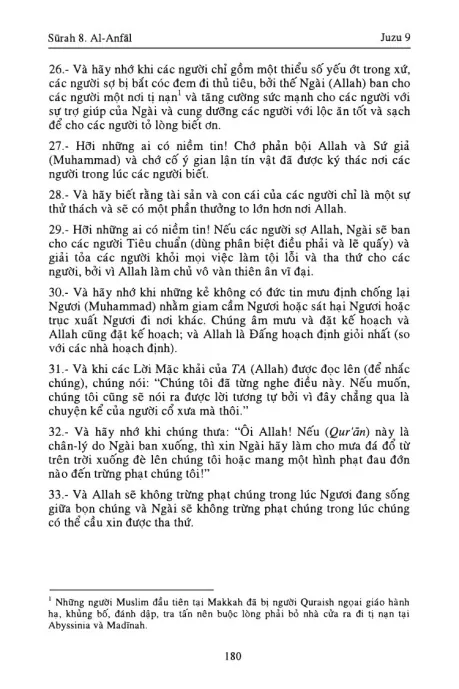 Sūrah 8. Al-Anfāl
Juzu 9
26.- Và hãy nhớ khi các người chỉ gồm một thiểu số yếu ớt trong xứ,
các người sợ bị bắt cóc đem đi thủ tiêu, bởi thế Ngài (Allah) ban cho
các người một nơi tị nạn¹ và tăng cường sức mạnh cho các người với
sự trợ giúp của Ngài và cung dưỡng các người với lộc ăn tốt và sạch
để cho các người tỏ lòng biết ơn.
27.- Hỡi những ai có niềm tin! Chớ phản bội Allah và Sứ giả
(Muhammad) và chớ cố ý gian lận tín vật đã được ký thác nơi các
người trong lúc các người biết.
28.- Và hãy biết rằng tài sản và con cái của các người chỉ là một sự
thử thách và sẽ có một phần thưởng to lớn hơn nơi Allah.
29.- Hỡi những ai có niềm tin! Nếu các người sợ Allah, Ngài sẽ ban
cho các người Tiêu chuẩn (dùng phân biệt điều phải và lẽ quấy) và
giải tỏa các người khỏi mọi việc làm tội lỗi và tha thứ cho các
người, bởi vì Allah làm chủ vô vàn thiên ân vĩ đại.
30.- Và hãy nhớ khi những kẻ không có đức tin mưu định chống lại
Ngươi (Muhammad) nhằm giam cầm Ngươi hoặc sát hại Ngươi hoặc
trục xuất Ngươi đi nơi khác. Chúng âm mưu và đặt kế hoạch và
Allah cũng đặt kế hoạch; và Allah là Đấng hoạch định giỏi nhất (so
với các nhà hoạch định).
31.- Và khi các Lời Mặc khải của TA (Allah) được đọc lên (để nhắc
chúng), chúng nói: “Chúng tôi đã từng nghe điều này. Nếu muốn,
chúng tôi cũng sẽ nói ra được lời tương tự bởi vì đây chẳng qua là
chuyện kể của người cổ xưa mà thôi.”
32.- Và hãy nhớ khi chúng thưa: “Ôi Allah! Nếu (Qur'ān) này là
chân-lý do Ngài ban xuống, thì xin Ngài hãy làm cho mưa đá đổ từ
trên trời xuống đè lên chúng tôi hoặc mang một hình phạt đau đớn
nào đến trừng phạt chúng tôi!”
33.- Và Allah sẽ không trừng phạt chúng trong lúc Ngươi đang sống
giữa bọn chúng và Ngài sẽ không trừng phạt chúng trong lúc chúng
có thể cầu xin được tha thứ.
¹ Những người Muslim đầu tiên tại Makkah đã bị người Quraish ngoại giáo hành
hạ, khủng bố, đánh dập, tra tấn nên buộc lòng phải bỏ nhà cửa ra đi tị nạn tại
Abyssinia và Madīnah.
180